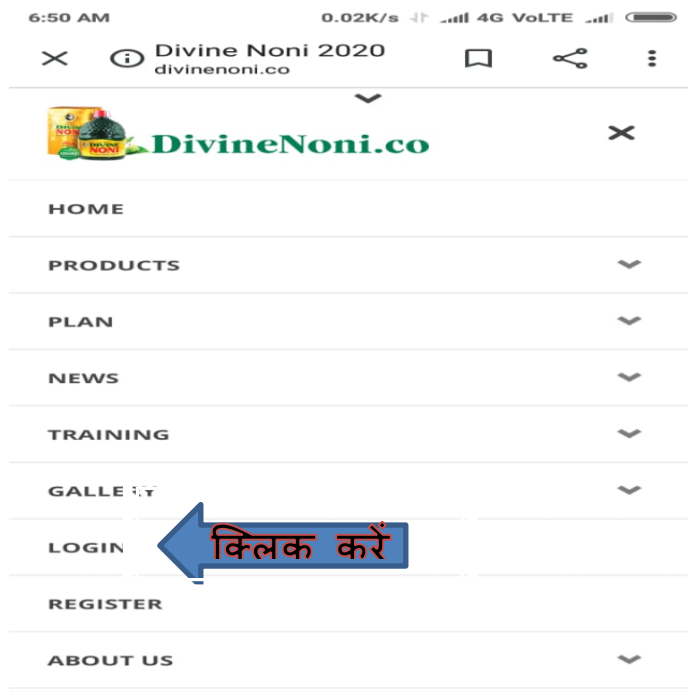 6:50 AM 0.02K/s 4G VoLTE
Divine Noni 2020
divinenoni.co
DivineNoni.co
HOME
PRODUCTS
PLAN
NEWS
TRAINING
GALLERY
LOGIN
क्लिक करें
REGISTER
ABOUT US